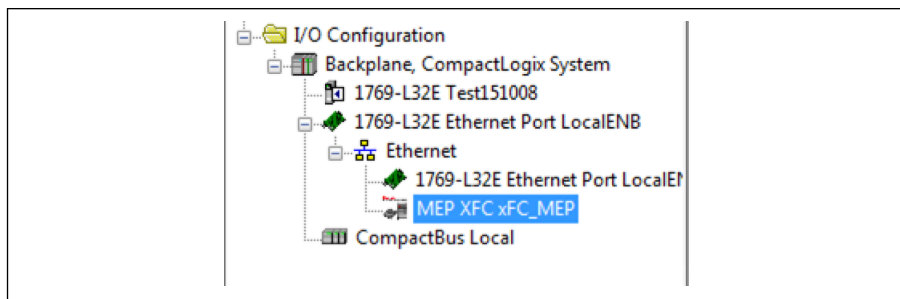 I/O Configuration
Backplane, CompactLogix System
1769-L32E Test151008
1769-L32E Ethernet Port LocalENB
Ethernet
1769-L32E Ethernet Port LocalEN
MEP XFC xFC_MEP
CompactBus Local